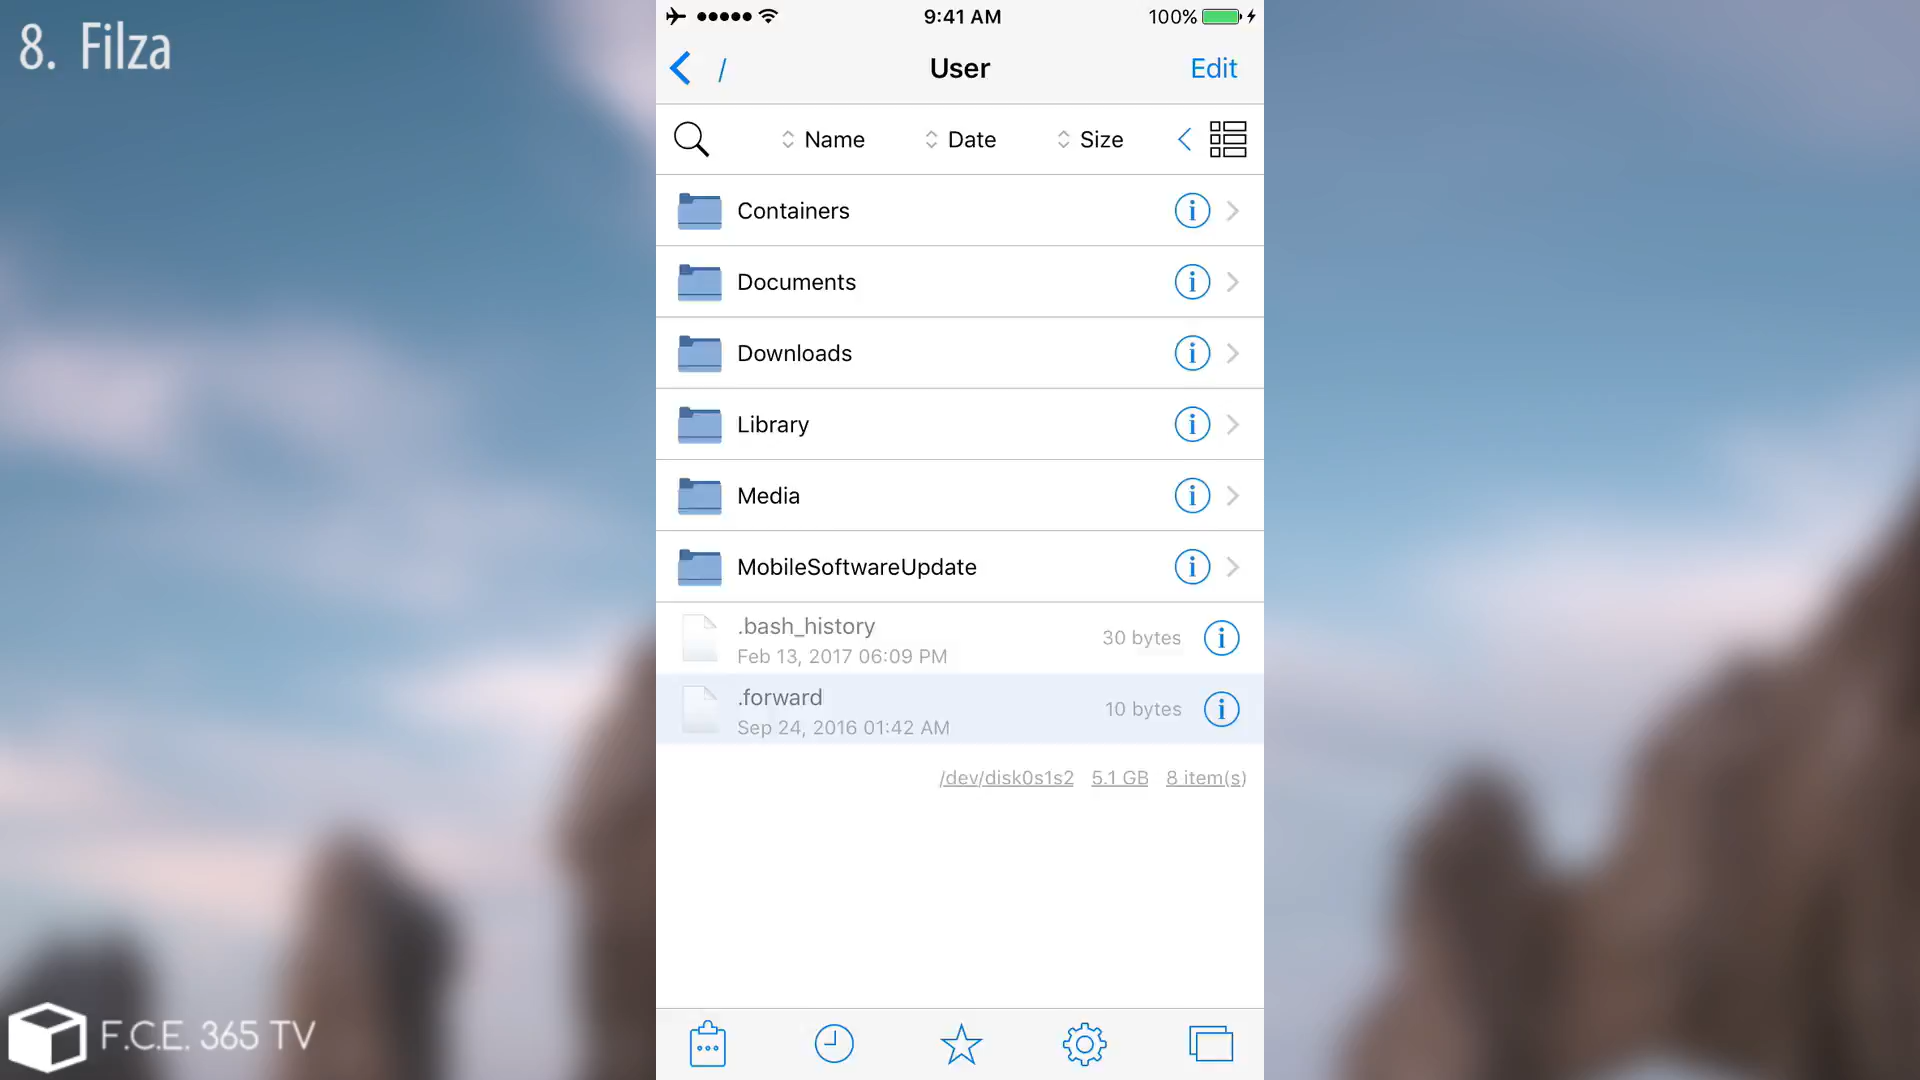 8. Filza
9:41 AM
100%
/
User
Edit
Name
Date
Size
Containers
Documents
Downloads
Library
Media
MobileSoftwareUpdate
.bash_history
30 bytes
Feb 13, 2017 06:09 PM
.forward
10 bytes
Sep 24, 2016 01:42 AM
/dev/disk0s1s2 5.1 GB 8 item(s)
F.C.E. 365 TV